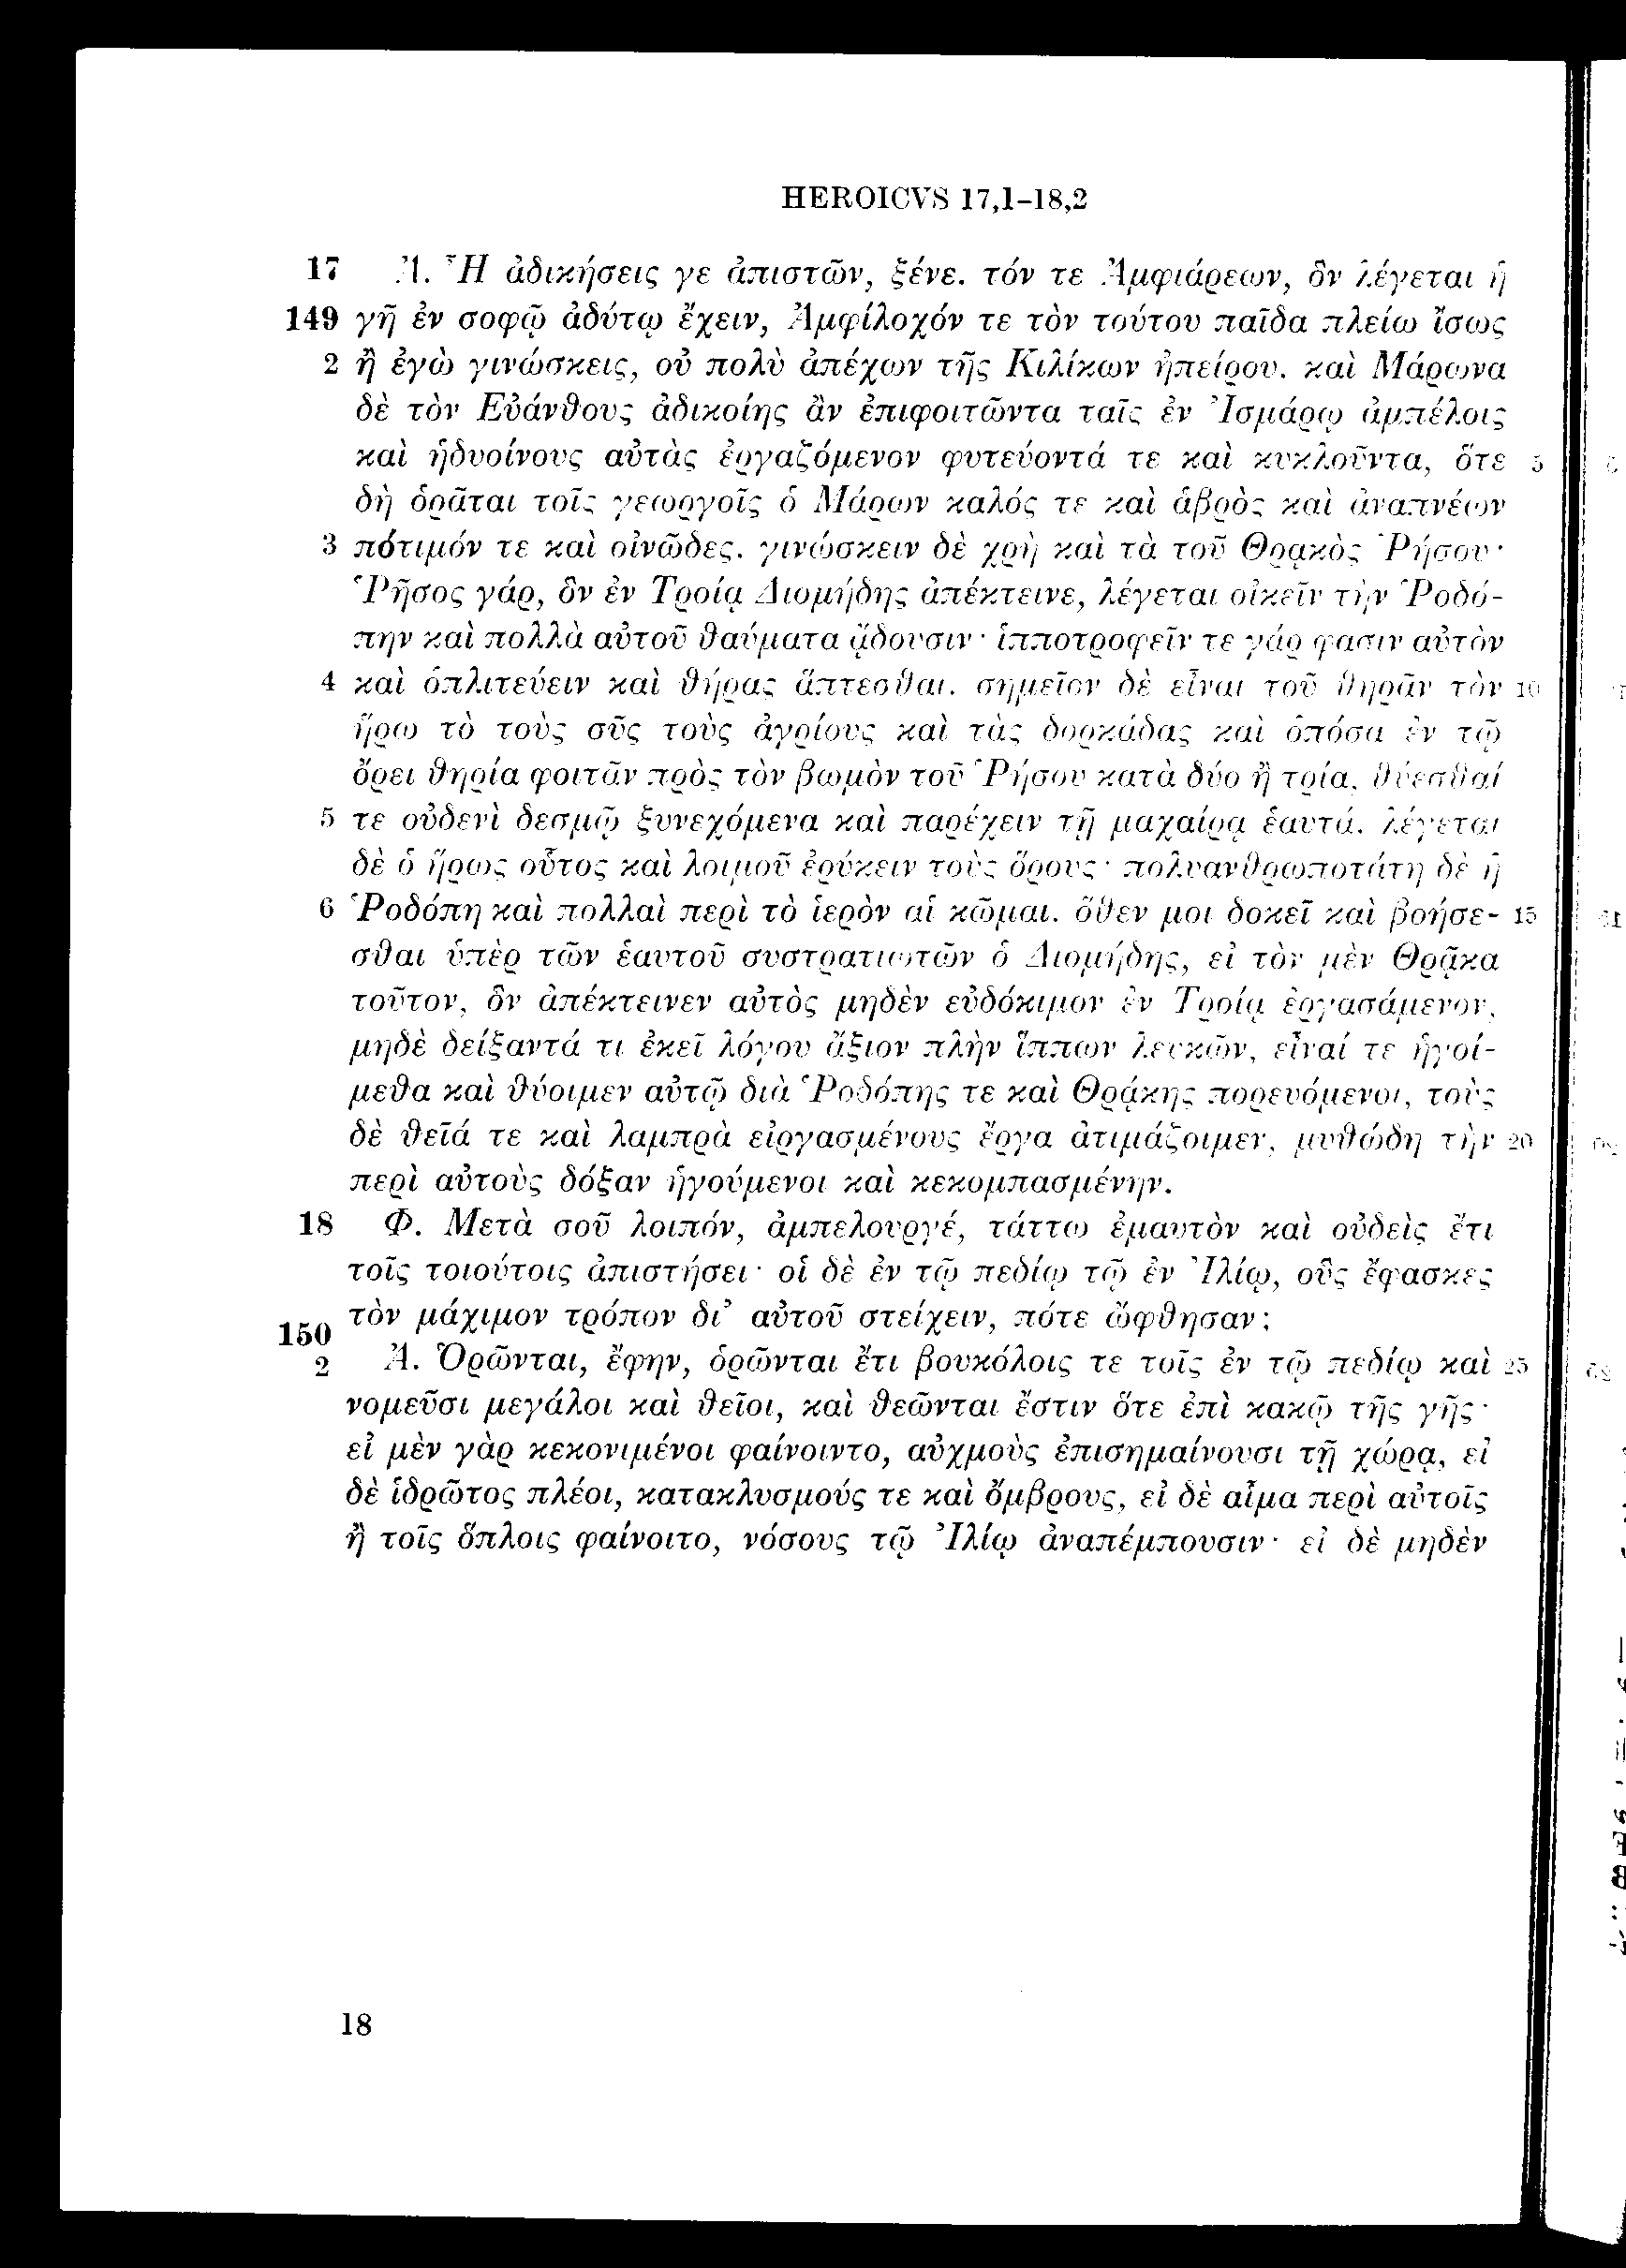 HEROICVS 17,1–18,2
17 Ἀ. Ἦ ἀδικήσεις γε ἀπιστῶν, ξένε. τόν τε Ἀμφιάρεων, ὃν λέγεται ἡ
149 γῆ ἐν σοφῷ ἀδύτῳ ἔχειν, Ἀμφίλοχόν τε τὸν τούτου παῖδα πλείω ἴσως
2 ἢ ἐγὼ γινώσκεις, οὐ πολὺ ἀπέχων τῆς Κιλίκων ἠπείρου. καὶ Μάρωνα
δὲ τὸν Εὐάνθους ἀδικοίης ἂν ἐπιφοιτῶντα ταῖς ἐν Ἰσμάρῳ ἀμπέλοις
καὶ ἡδυοίνους αὐτὰς ἐργαζόμενον φυτεύοντά τε καὶ κυκλοῦντα, ὅτε 5
δὴ ὁρᾶται τοῖς γεωργοῖς ὁ Μάρων καλός τε καὶ ἁβρὸς καὶ ἀναπνέων
3 πότιμόν τε καὶ οἰνῶδες. γινώσκειν δὲ χρὴ καὶ τὰ τοῦ Θρᾳκὸς Ῥήσου·
Ῥῆσος γάρ, ὃν ἐν Τροίᾳ Διομήδης ἀπέκτεινε, λέγεται οἰκεῖν τὴν Ῥοδό-
πην καὶ πολλὰ αὐτοῦ θαύματα ᾄδουσιν· ἱπποτροφεῖν τε γάρ φασιν αὐτὸν
4 καὶ ὁπλιτεύειν καὶ θήρας ἅπτεσθαι. σημεῖον δὲ εἶναι τοῦ θηρᾶν τὸν 10
ἥρω τὸ τοὺς σῦς τοὺς ἀγρίους καὶ τὰς δορκάδας καὶ ὁπόσα ἐν τῷ
ὄρει θηρία φοιτᾶν πρὸς τὸν βωμὸν τοῦ Ῥήσου κατὰ δύο ἢ τρία, θύεσθαί
5 τε οὐδενὶ δεσμῷ ξυνεχόμενα καὶ παρέχειν τῇ μαχαίρᾳ ἑαυτά. λέγεται
δὲ ὁ ἥρως οὗτος καὶ λοιμοῦ ἐρύκειν τοὺς ὅρους· πολυανθρωποτάτη δὲ ἡ
6 Ῥοδόπη καὶ πολλαὶ περὶ τὸ ἱερὸν αἱ κῶμαι. ὅθεν μοι δοκεῖ καὶ βοήσε- 15
σθαι ὑπὲρ τῶν ἑαυτοῦ συστρατιωτῶν ὁ Διομήδης, εἰ τὸν μὲν Θρᾷκα
τοῦτον, ὃν ἀπέκτεινεν αὐτὸς μηδὲν εὐδόκιμον ἐν Τροίᾳ ἐργασάμενον,
μηδὲ δείξαντά τι ἐκεῖ λόγου ἄξιον πλὴν ἵππων λευκῶν, εἶναί τε ἡγοί-
μεθα καὶ θύοιμεν αὐτῷ διὰ Ῥοδόπης τε καὶ Θρᾴκης πορευόμενοι, τοὺς
δὲ θεῖά τε καὶ λαμπρὰ εἰργασμένους ἔργα ἀτιμάζοιμεν, μυθώδη τὴν 20
περὶ αὐτοὺς δόξαν ἡγούμενοι καὶ κεκομπασμένην.
18 Φ. Μετὰ σοῦ λοιπόν, ἀμπελουργέ, τάττω ἐμαυτὸν καὶ οὐδεὶς ἔτι
τοῖς τοιούτοις ἀπιστήσει· οἱ δὲ ἐν τῷ πεδίῳ τῷ ἐν Ἰλίῳ, οὓς ἔφασκες
150 τὸν μάχιμον τρόπον δι’ αὐτοῦ στείχειν, πότε ὤφθησαν;
2 Ἀ. Ὁρῶνται, ἔφην, ὁρῶνται ἔτι βουκόλοις τε τοῖς ἐν τῷ πεδίῳ καὶ 25
νομεῦσι μεγάλοι καὶ θεῖοι, καὶ θεῶνται ἔστιν ὅτε ἐπὶ κακῷ τῆς γῆς·
εἰ μὲν γὰρ κεκονιμένοι φαίνοιντο, αὐχμοὺς ἐπισημαίνουσι τῇ χώρᾳ, εἰ
δὲ ἱδρῶτος πλέοι, κατακλυσμούς τε καὶ ὄμβρους, εἰ δὲ αἷμα περὶ αὐτοῖς
ἢ τοῖς ὅπλοις φαίνοιτο, νόσους τῷ Ἰλίῳ ἀναπέμπουσιν· εἰ δὲ μηδὲν
18